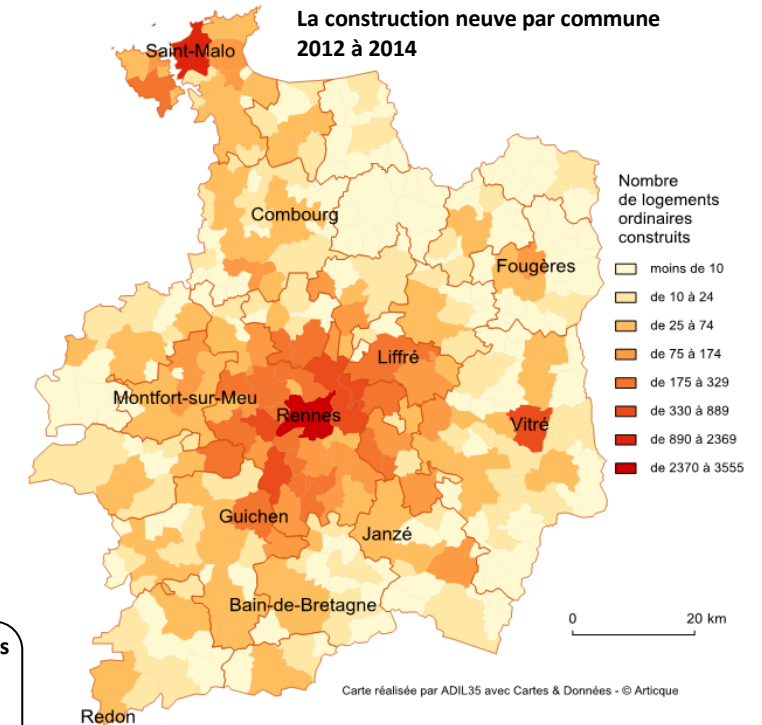 La construction neuve par commune
2012 à 2014
Saint-Malo
Combourg
Fougères
Liffré
Montfort-sur-Meu
Rennes
Vitré
Guichen
Janzé
Bain-de-Bretagne
Redon
Nombre
de logements
ordinaires
construits
moins de 10
de 10 à 24
de 25 à 74
de 75 à 174
de 175 à 329
de 330 à 889
de 890 à 2369
de 2370 à 3555
0 20 km
s
Carte réalisée par ADIL35 avec Cartes & Données - © Articque